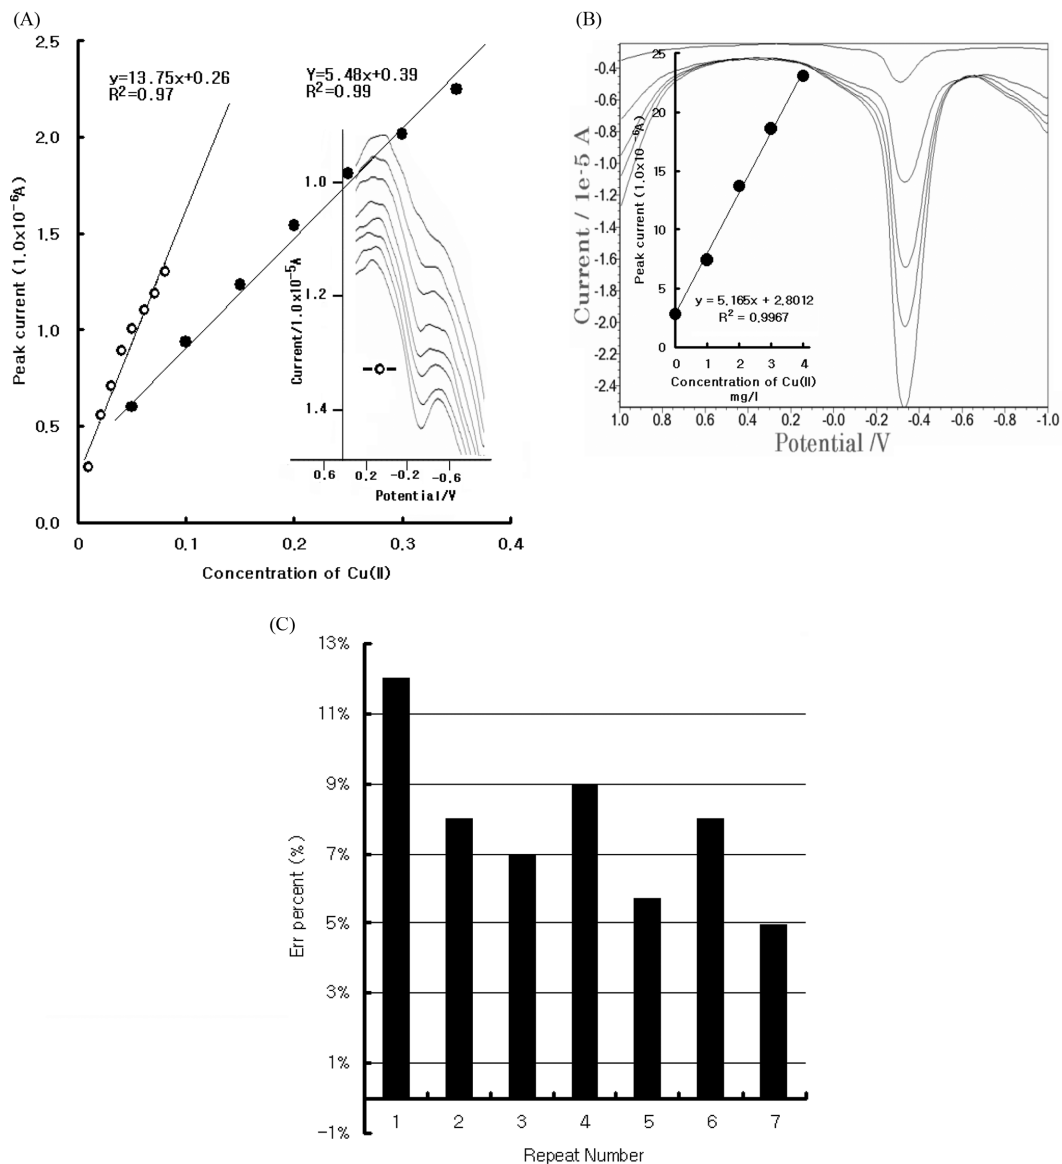 (A)
2.5
2.0
1.5
1.0
0.5
0.0
Peak current (1.0x10⁻⁶A)
y=13.75x+0.26
R²=0.97
Y=5.48x+0.39
R²=0.99
1.0
1.2
1.4
Current/1.0x10⁻⁵A
0.6 0.2 -0.2 -0.6
Potential/V
0 0.1 0.2 0.3 0.4
Concentration of Cu(II)
(B)
-0.4
-0.6
-0.8
-1.0
-1.2
-1.4
-1.6
-1.8
-2.0
-2.2
-2.4
Current / 1e-5 A
25
20
15
10
5
0
Peak current (1.0x10 ⁻⁶A)
y = 5,165x + 2,8012
R² = 0,9967
0 1 2 3 4
Concentration of Cu(II)
mg/l
1.0 0.8 0.6 0.4 0.2 0 -0.2 -0.4 -0.6 -0.8 -1.0
Potential /V
(C)
13%
11%
9%
7%
5%
3%
1%
-1%
Err percent (%)
1 2 3 4 5 6 7
Repeat Number